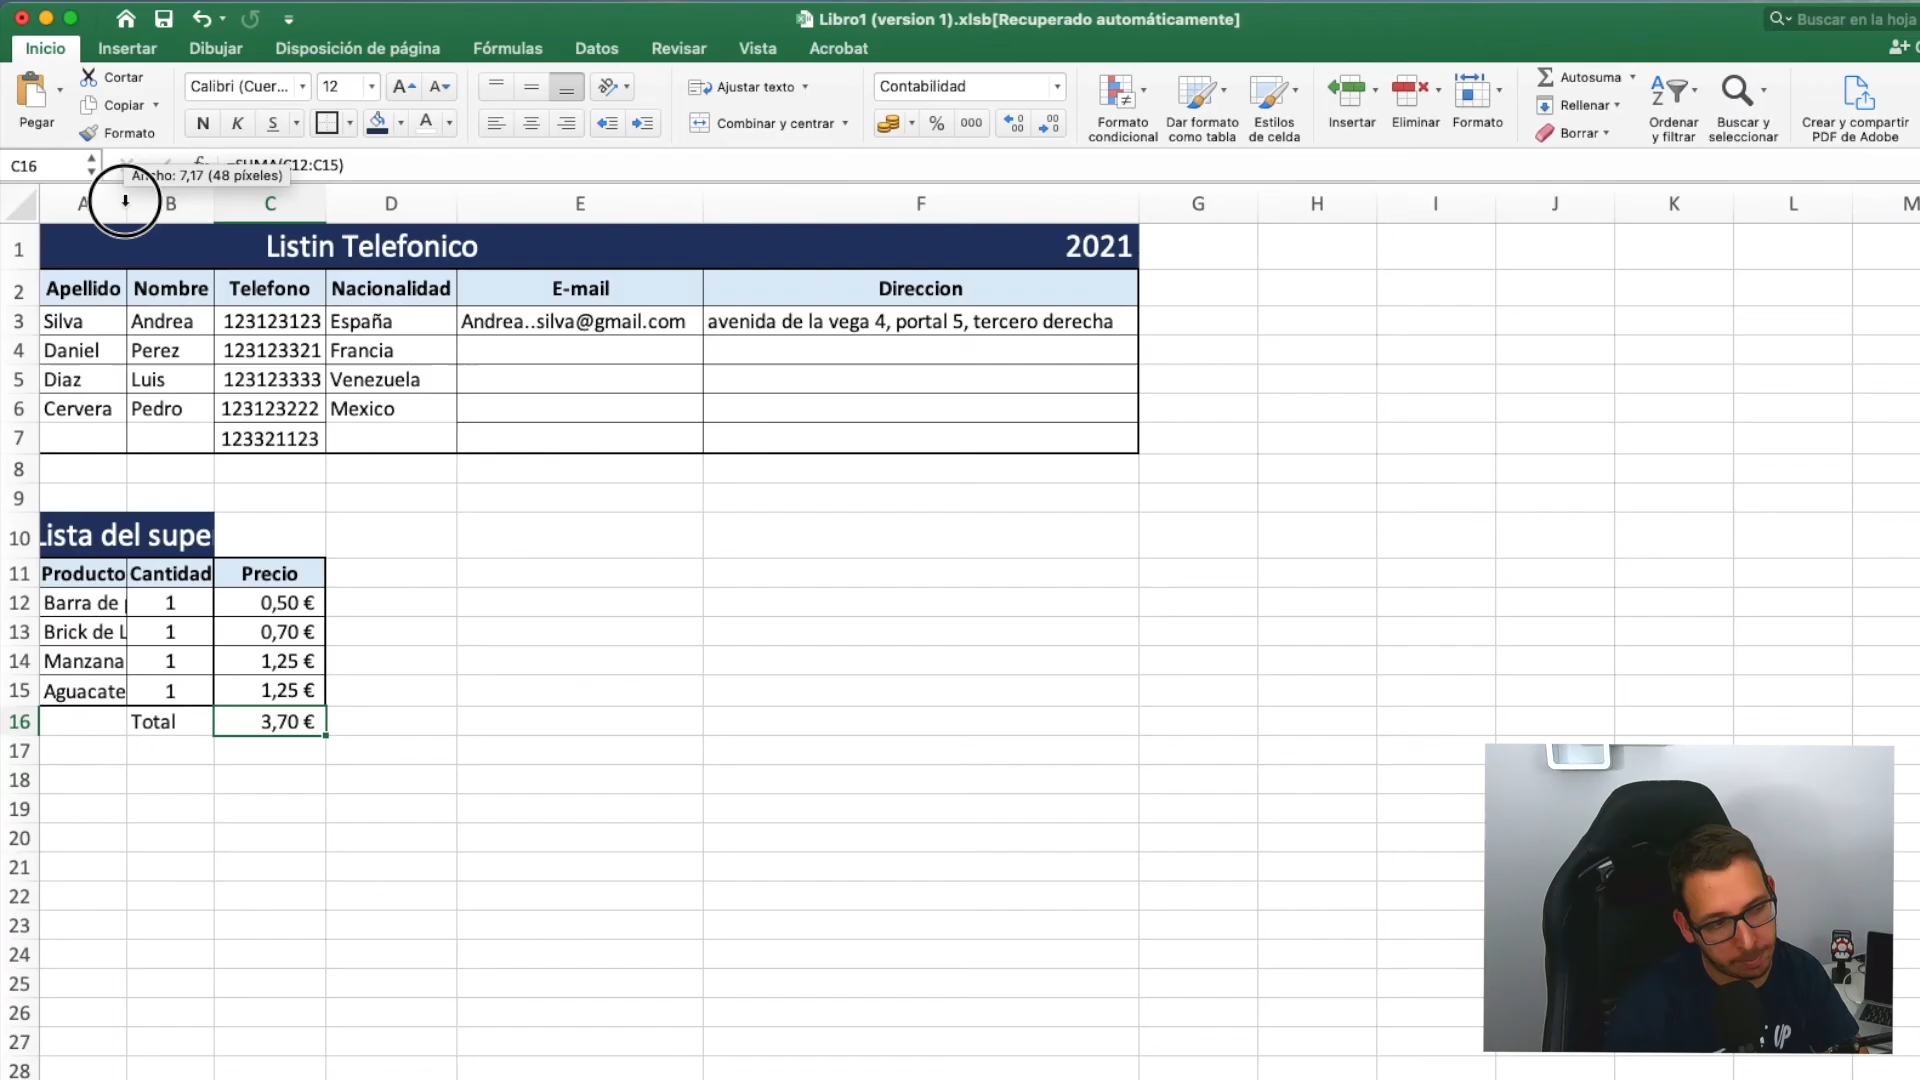 Libro1 (version 1).xlsb[Recuperado automáticamente]
Buscar en la hoja
Inicio Insertar Dibujar Disposición de página Fórmulas Datos Revisar Vista Acrobat
Pegar
Cortar
Copiar
Formato
Calibri (Cuer... 12
N K S
Ajustar texto
Combinar y centrar
Contabilidad
% 000
Formato condicional
Dar formato como tabla
Estilos de celda
Insertar
Eliminar
Formato
Autosuma
Rellenar
Borrar
Ordenar y filtrar
Buscar y seleccionar
Crear y compartir PDF de Adobe
C16 =SUMA(C12:C15)
Ancho: 7,17 (48 píxeles)
A B C D E F G H I J K L M
1 Listin Telefonico 2021
2 Apellido Nombre Telefono Nacionalidad E-mail Direccion
3 Silva Andrea 123123123 España Andrea..silva@gmail.com avenida de la vega 4, portal 5, tercero derecha
4 Daniel Perez 123123321 Francia
5 Diaz Luis 123123333 Venezuela
6 Cervera Pedro 123123222 Mexico
7 123321123
8
9
10 Lista del supe
11 Producto Cantidad Precio
12 Barra de 1 0,50 €
13 Brick de L 1 0,70 €
14 Manzana 1 1,25 €
15 Aguacate 1 1,25 €
16 Total 3,70 €
17
18
19
20
21
22
23
24
25
26
27
28
UP